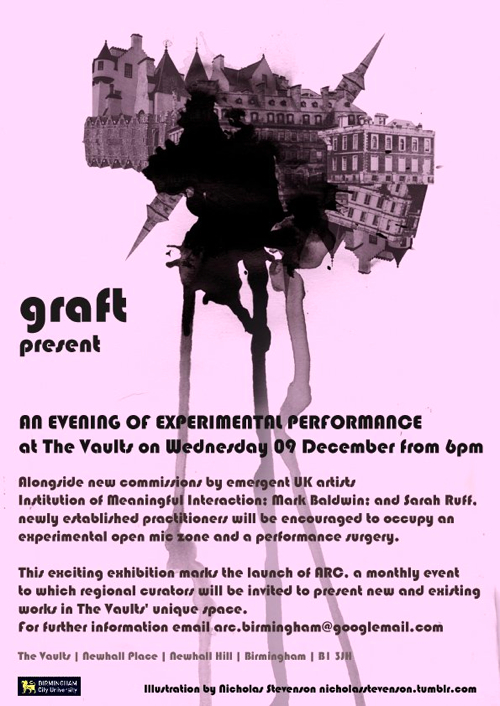 graft
present
AN EVENING OF EXPERIMENTAL PERFORMANCE
at The Vaults on Wednesday 09 December from 6pm
Alongside new commissions by emergent UK artists
Institution of Meaningful Interaction; Mark Baldwin; and Sarah Ruff,
newly established practitioners will be encouraged to occupy an
experimental open mic zone and a performance surgery.
This exciting exhibition marks the launch of ARC, a monthly event
to which regional curators will be invited to present new and existing
works in The Vaults' unique space.
For further information email arc.birmingham@googlemail.com
The Vaults | Newhall Place | Newhall Hill | Birmingham | B1 3JH
BIRMINGHAM
City University
Illustration by Nicholas Stevenson nicholasstevenson.tumblr.com